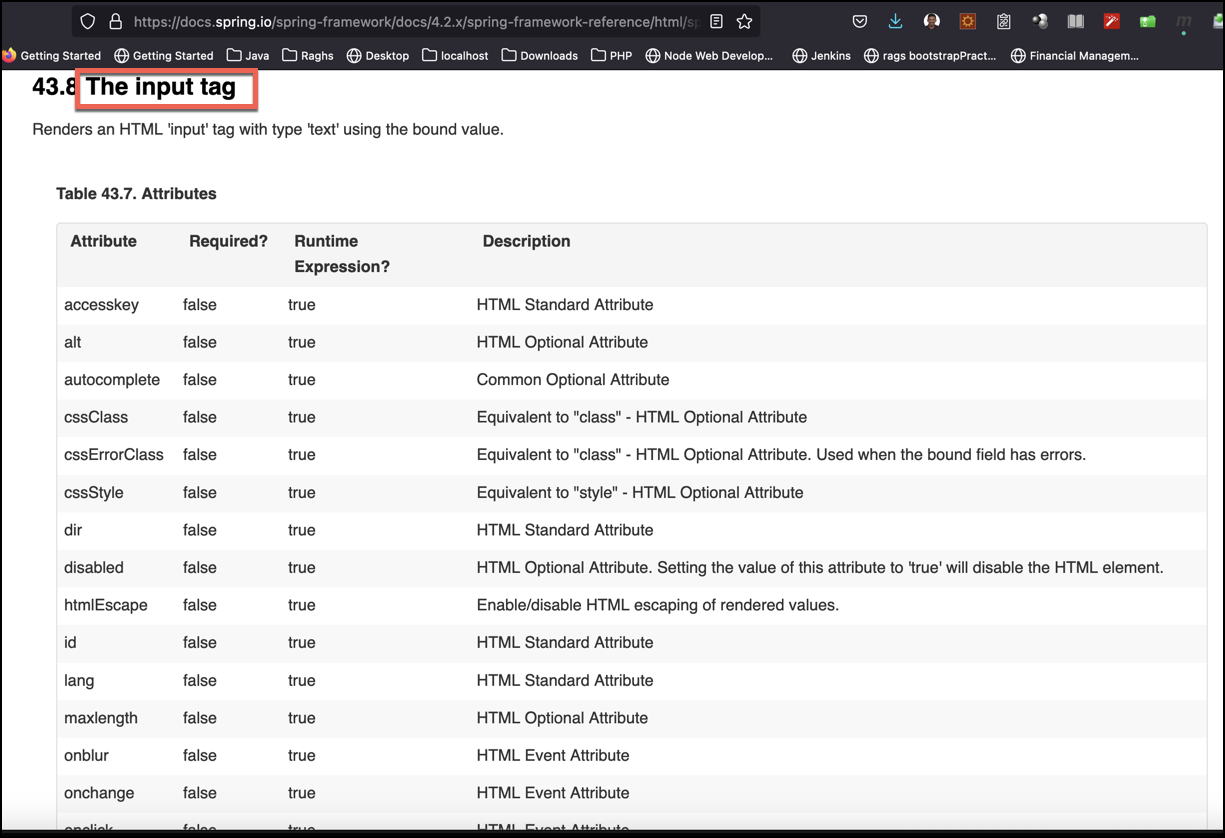 https://docs.spring.io/spring-framework/docs/4.2.x/spring-framework-reference/html/sp
Getting Started Getting Started Java Raghs Desktop localhost Downloads PHP Node Web Develop... Jenkins rags bootstrapPract... Financial Managem...
43.8 The input tag
Renders an HTML 'input' tag with type 'text' using the bound value.
Table 43.7. Attributes
Attribute Required? Runtime Description
Expression?
accesskey false true HTML Standard Attribute
alt false true HTML Optional Attribute
autocomplete false true Common Optional Attribute
cssClass false true Equivalent to "class" - HTML Optional Attribute
cssErrorClass false true Equivalent to "class" - HTML Optional Attribute. Used when the bound field has errors.
cssStyle false true Equivalent to "style" - HTML Optional Attribute
dir false true HTML Standard Attribute
disabled false true HTML Optional Attribute. Setting the value of this attribute to 'true' will disable the HTML element.
htmlEscape false true Enable/disable HTML escaping of rendered values.
id false true HTML Standard Attribute
lang false true HTML Standard Attribute
maxlength false true HTML Optional Attribute
onblur false true HTML Event Attribute
onchange false true HTML Event Attribute
onclick false true HTML Event Attribute